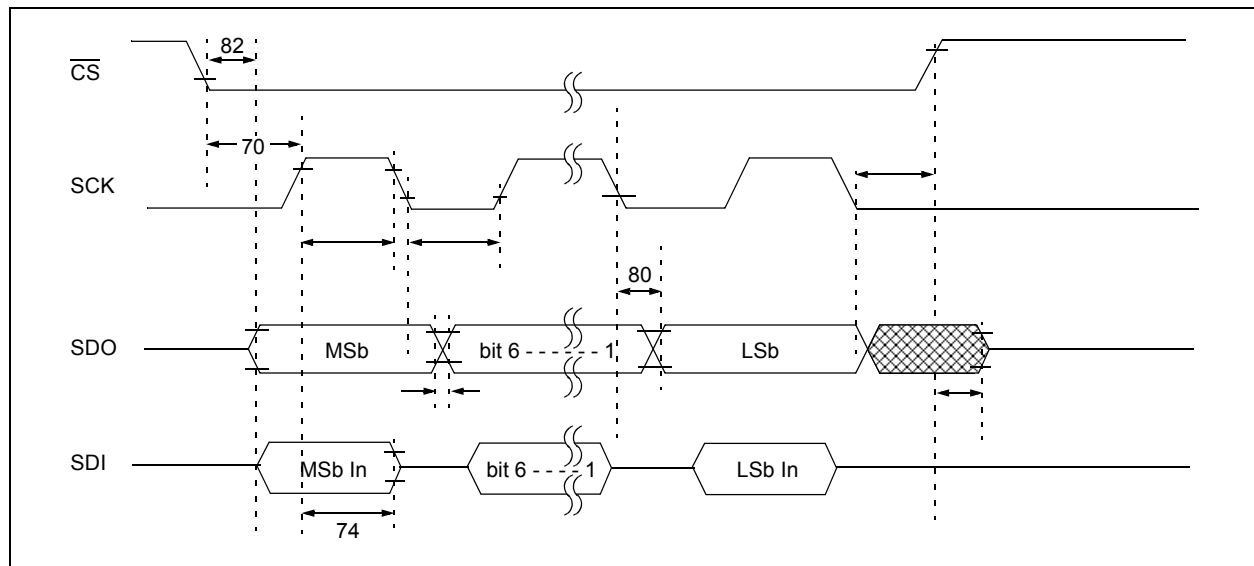 82
CS
70
SCK
80
SDO
MSb
bit 6 - - - - - - 1
LSb
SDI
MSb In
bit 6 - - - - 1
LSb In
74